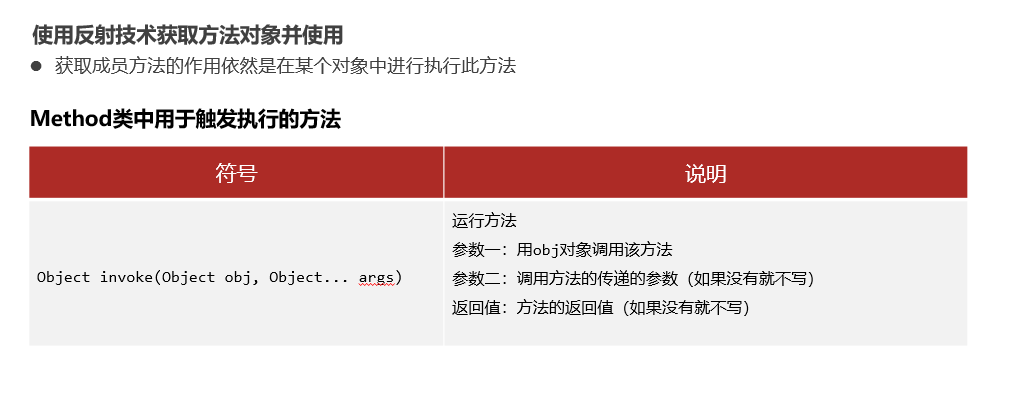 使用反射技术获取方法对象并使用
● 获取成员方法的作用依然是在某个对象中进行执行此方法
Method类中用于触发执行的方法
符号
说明
Object invoke(Object obj, Object... args)
运行方法
参数一：用obj对象调用该方法
参数二：调用方法的传递的参数（如果没有就不写）
返回值：方法的返回值（如果没有就不写）